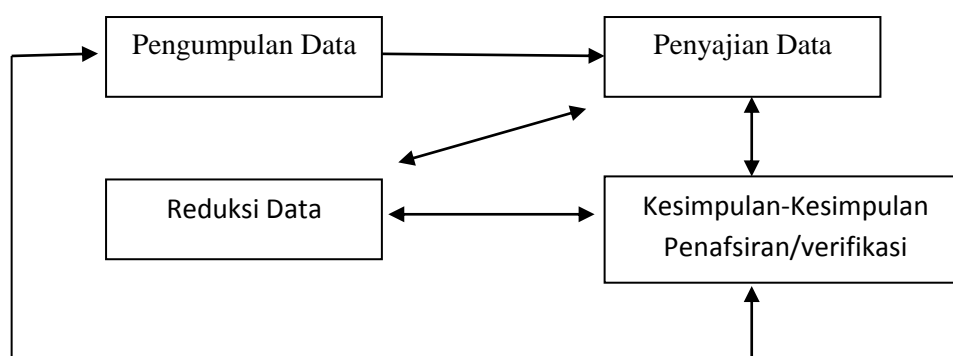 Pengumpulan Data
Penyajian Data
Reduksi Data
Kesimpulan-Kesimpulan
Penafsiran/verifikasi